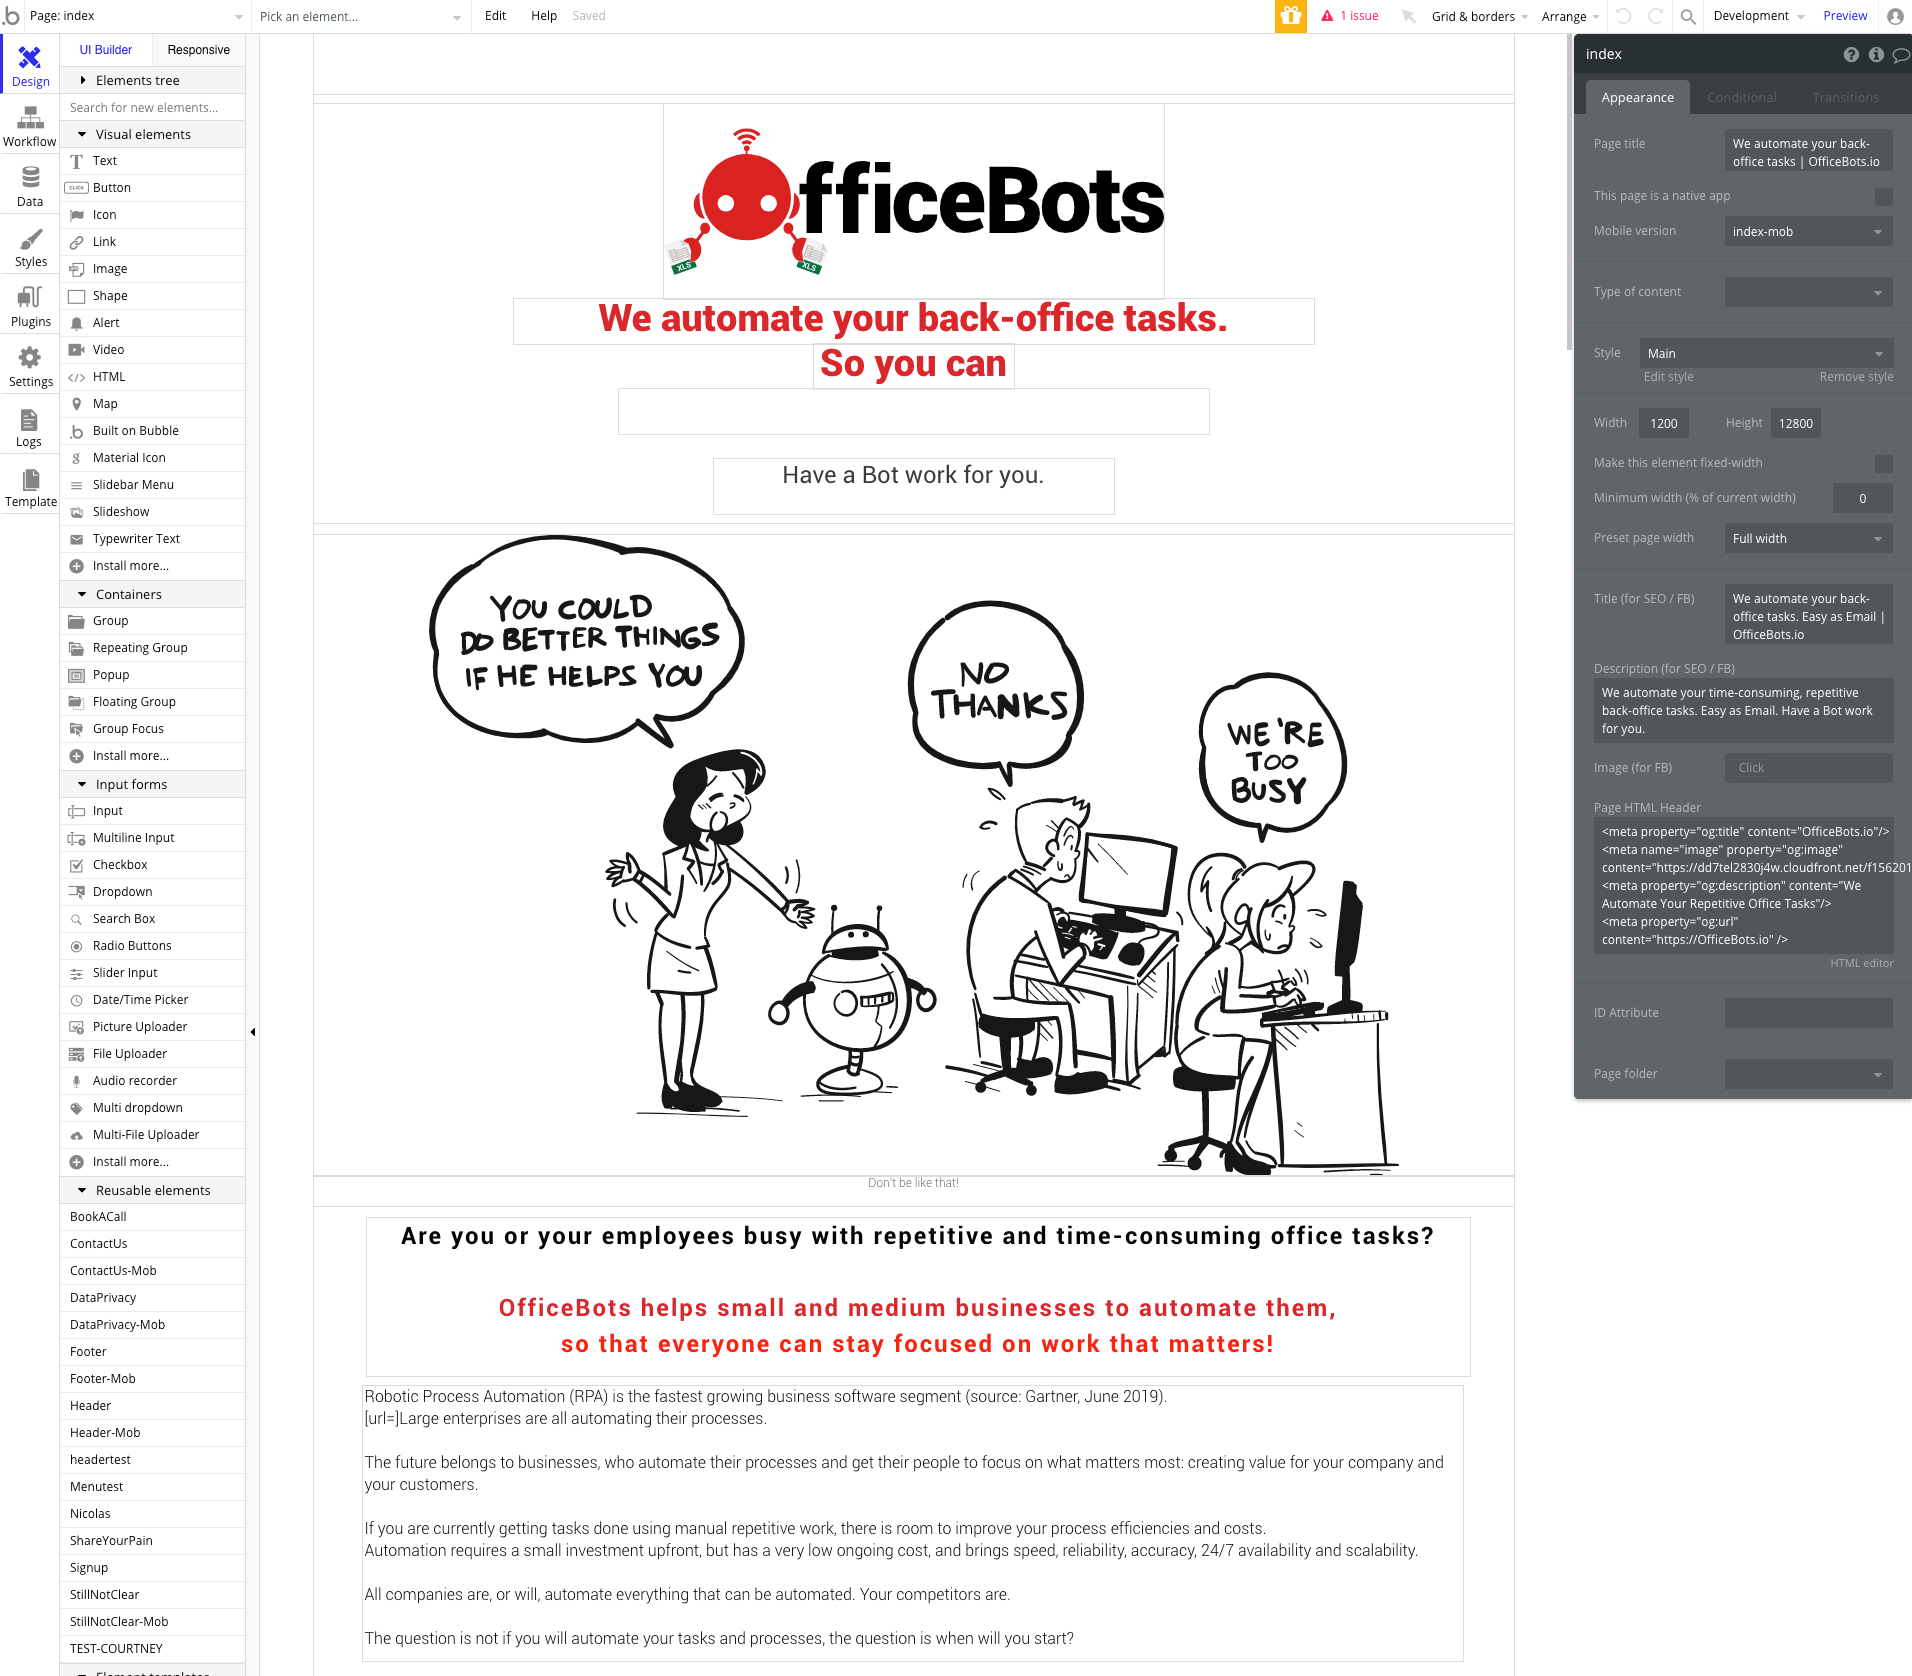 Page: index
Pick an element...
Edit
Help
Saved
1 issue
Grid & borders
Arrange
Development
Preview
Design
Workflow
Data
Styles
Plugins
Settings
Logs
Template
UI Builder
Responsive
Elements tree
Search for new elements...
Visual elements
Text
CLICK
Button
Icon
Link
Image
Shape
Alert
Video
HTML
Map
Built on Bubble
Material Icon
Slidebar Menu
Slideshow
Typewriter Text
Install more...
Containers
Group
Repeating Group
Popup
Floating Group
Group Focus
Install more...
Input forms
Input
Multiline Input
Checkbox
Dropdown
Search Box
Radio Buttons
Slider Input
Date/Time Picker
Picture Uploader
File Uploader
Audio recorder
Multi dropdown
Multi-File Uploader
Install more...
Reusable elements
BookACall
ContactUs
ContactUs-Mob
DataPrivacy
DataPrivacy-Mob
Footer
Footer-Mob
Header
Header-Mob
headertest
Menutest
Nicolas
ShareYourPain
Signup
StillNotClear
StillNotClear-Mob
TEST-COURTNEY
Element templates
fficeBots
XLS
XLS
We automate your back-office tasks.
So you can
Have a Bot work for you.
YOU COULD
DO BETTER THINGS
IF HE HELPS YOU
NO
THANKS
WE'RE
TOO
BUSY
Don't be like that!
Are you or your employees busy with repetitive and time-consuming office tasks?
OfficeBots helps small and medium businesses to automate them,
so that everyone can stay focused on work that matters!
Robotic Process Automation (RPA) is the fastest growing business software segment (source: Gartner, June 2019).
[url=]Large enterprises are all automating their processes.
The future belongs to businesses, who automate their processes and get their people to focus on what matters most: creating value for your company and
your customers.
If you are currently getting tasks done using manual repetitive work, there is room to improve your process efficiencies and costs.
Automation requires a small investment upfront, but has a very low ongoing cost, and brings speed, reliability, accuracy, 24/7 availability and scalability.
All companies are, or will, automate everything that can be automated. Your competitors are.
The question is not if you will automate your tasks and processes, the question is when will you start?
index
Appearance
Conditional
Transitions
Page title
We automate your back-
office tasks | OfficeBots.io
This page is a native app
Mobile version
index-mob
Type of content
Style
Main
Edit style
Remove style
Width
1200
Height
12800
Make this element fixed-width
Minimum width (% of current width)
0
Preset page width
Full width
Title (for SEO / FB)
We automate your back-
office tasks. Easy as Email |
OfficeBots.io
Description (for SEO / FB)
We automate your time-consuming, repetitive
back-office tasks. Easy as Email. Have a Bot work
for you.
Image (for FB)
Click
Page HTML Header
<meta property="og:title" content="OfficeBots.io"/>
<meta name="image" property="og:image"
content="https://dd7tel2830j4w.cloudfront.net/f156201
<meta property="og:description" content="We
Automate Your Repetitive Office Tasks"/>
<meta property="og:url"
content="https://OfficeBots.io" />
HTML editor
ID Attribute
Page folder